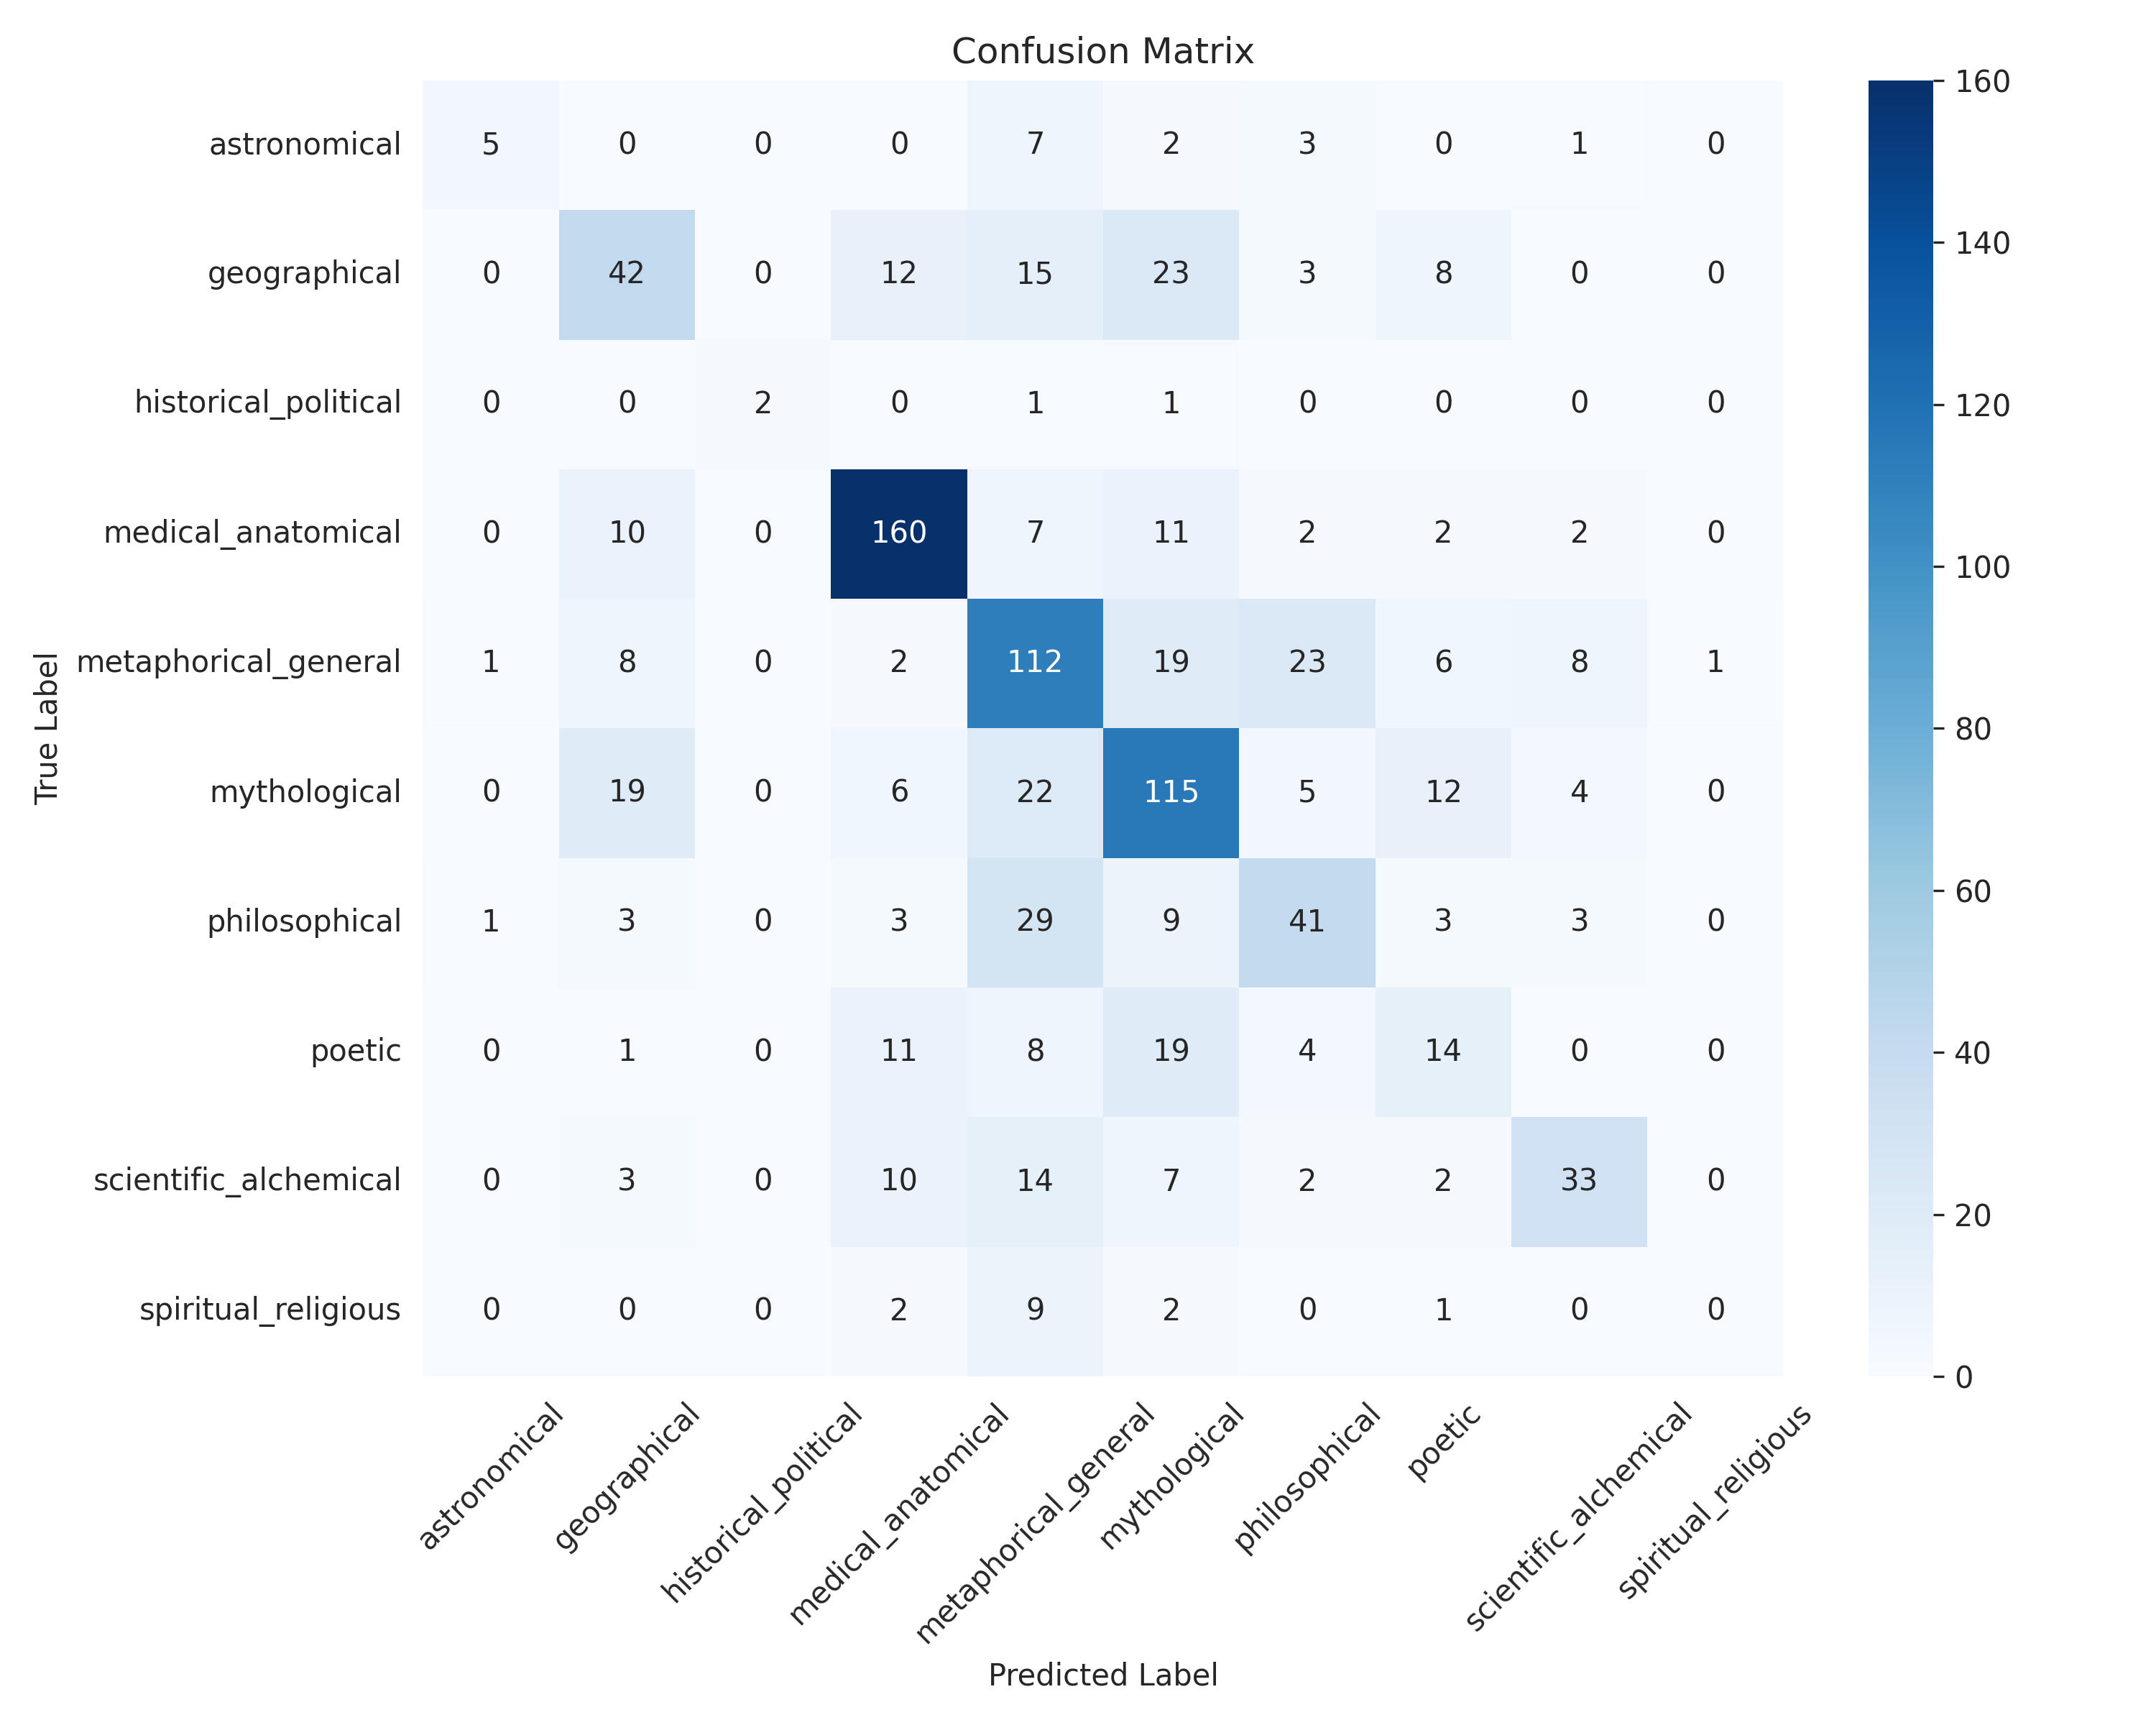 Confusion Matrix
astronomical 5 0 0 0 7 2 3 0 1 0
geographical 0 42 0 12 15 23 3 8 0 0
historical_political 0 0 2 0 1 1 0 0 0 0
medical_anatomical 0 10 0 160 7 11 2 2 2 0
metaphorical_general 1 8 0 2 112 19 23 6 8 1
mythological 0 19 0 6 22 115 5 12 4 0
philosophical 1 3 0 3 29 9 41 3 3 0
poetic 0 1 0 11 8 19 4 14 0 0
scientific_alchemical 0 3 0 10 14 7 2 2 33 0
spiritual_religious 0 0 0 2 9 2 0 1 0 0
True Label
astronomical
geographical
historical_political
medical_anatomical
metaphorical_general
mythological
philosophical
poetic
scientific_alchemical
spiritual_religious
Predicted Label
160
140
120
100
80
60
40
20
0